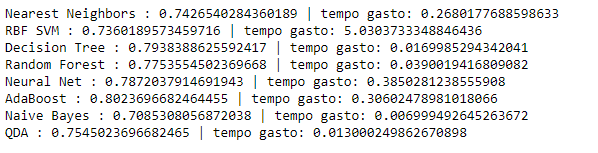 Nearest Neighbors : 0.7426540284360189 | tempo gasto: 0.2680177688598633
RBF SVM : 0.7360189573459716 | tempo gasto: 5.0303733348846436
Decision Tree : 0.7938388625592417 | tempo gasto: 0.0169985294342041
Random Forest : 0.7753554502369668 | tempo gasto: 0.0390019416809082
Neural Net : 0.7872037914691943 | tempo gasto: 0.3850281238555908
AdaBoost : 0.8023696682464455 | tempo gasto: 0.30602478981018066
Naive Bayes : 0.7085308056872038 | tempo gasto: 0.006999492645263672
QDA : 0.7545023696682465 | tempo gasto: 0.013000249862670898